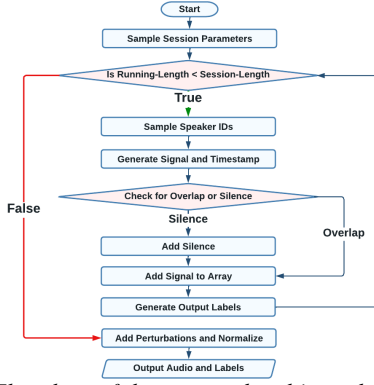 Start
Sample Session Parameters
Is Running-Length < Session-Length
True
Sample Speaker IDs
Generate Signal and Timestamp
Check for Overlap or Silence
False
Silence
Overlap
Add Silence
Add Signal to Array
Generate Output Labels
Add Perturbations and Normalize
Output Audio and Labels